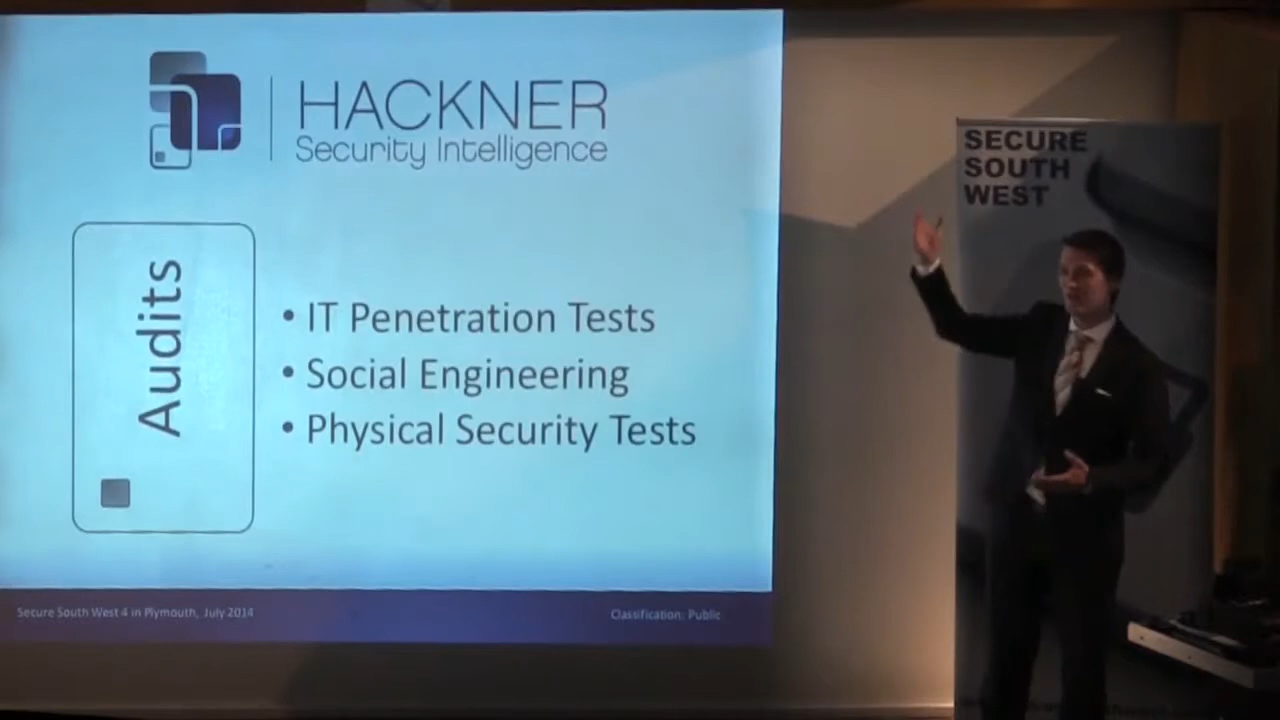 HACKNER
Security Intelligence
Audits
• IT Penetration Tests
• Social Engineering
• Physical Security Tests
Secure South West 4 in Plymouth, July 2014
Classification: Public
SECURE
SOUTH
WEST